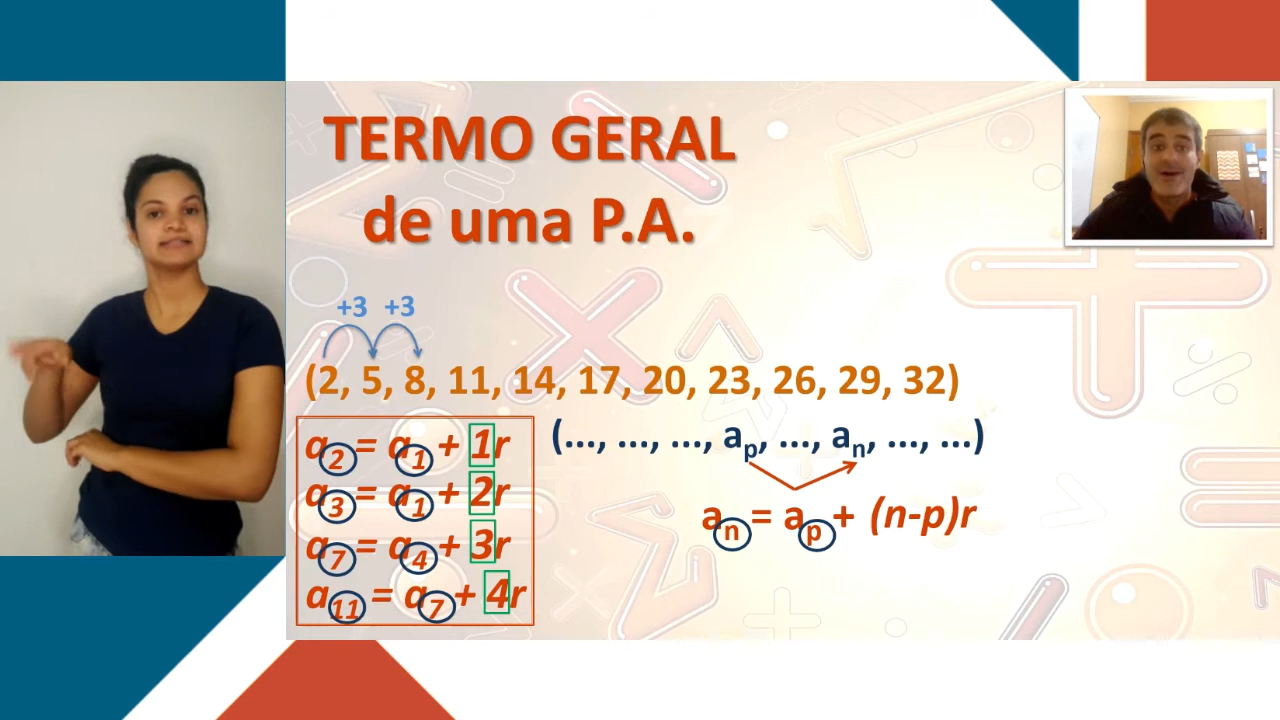 TERMO GERAL
de uma P.A.
+3 +3
(2, 5, 8, 11, 14, 17, 20, 23, 26, 29, 32)
a₂ = a₁ + 1r
a₃ = a₁ + 2r
a₇ = a₄ + 3r
a₁₁ = a₇ + 4r
(..., ..., ..., aₚ, ..., aₙ, ..., ...)
aₙ = aₚ + (n-p)r